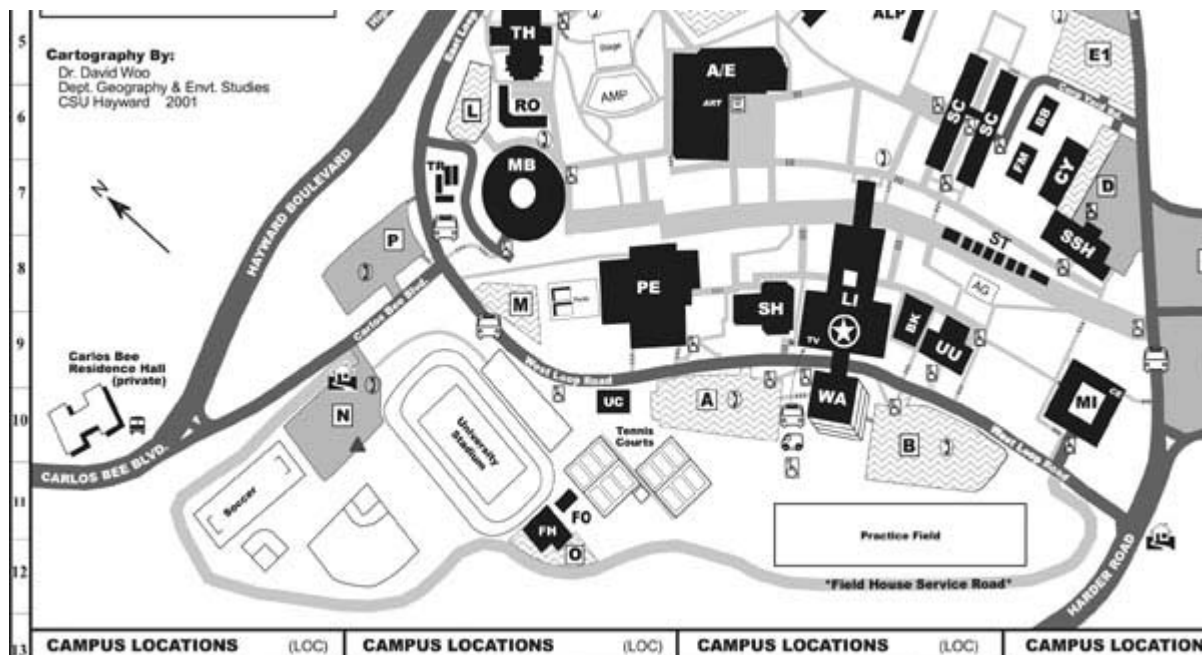 5
6
7
8
9
10
11
12
13
Cartography By:
Dr. David Woo
Dept. Geography & Envt. Studies
CSU Hayward 2001
N
HAYWARD BOULEVARD
East Loop
TH
Stage
AMP
A/E
ART
ALP
E1
L
RO
SC
SC
BB
FM
CY
D
MB
TR
P
SSH
ST
Carlos Bee Blvd.
M
PE
SH
LI
TV
BK
UU
AG
Carlos Bee
Residence Hall
(private)
West Loop Road
N
University
Stadium
UC
A
WA
B
MI
West Loop Road
CARLOS BEE BLVD.
Tennis
Courts
Soccer
FO
FH
O
Practice Field
"Field House Service Road"
HARDER ROAD
CAMPUS LOCATIONS (LOC)
CAMPUS LOCATIONS (LOC)
CAMPUS LOCATIONS (LOC)
CAMPUS LOCATIONS